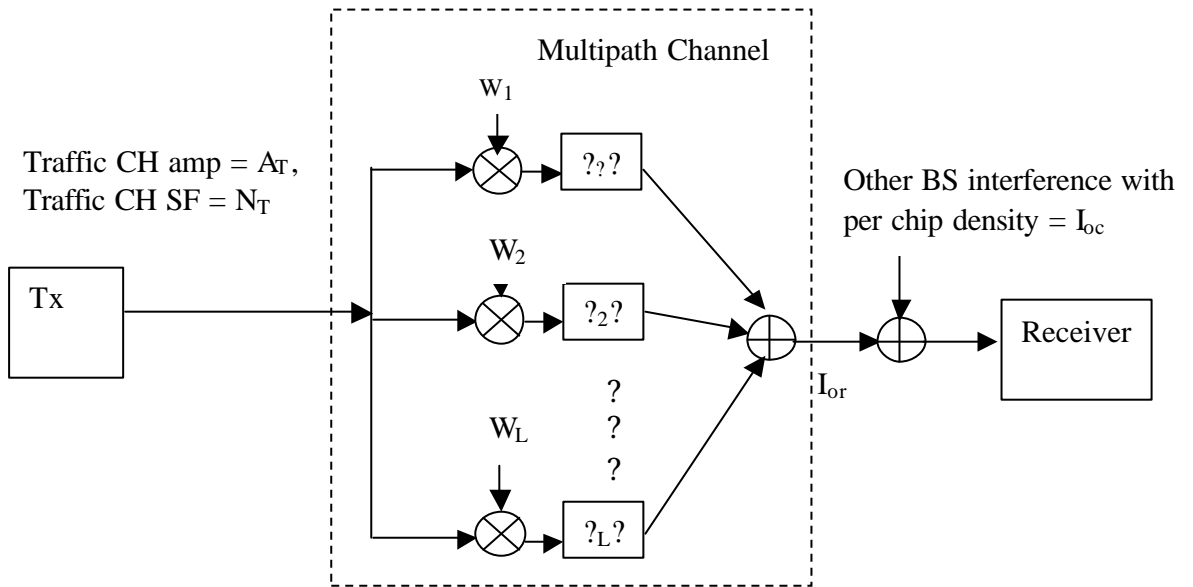 Multipath Channel
w1
Traffic CH amp = AT,
Traffic CH SF = NT
???
Other BS interference with
per chip density = Ioc
W2
Tx
?2?
Receiver
Ior
?
?
?
WL
?L?